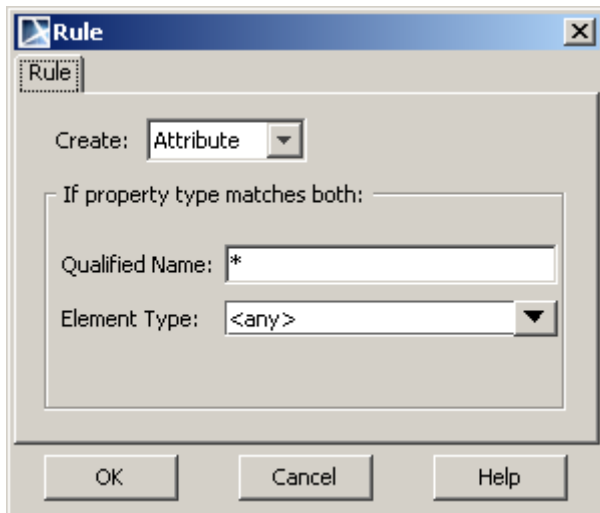 Rule
Rule
Create: Attribute
If property type matches both:
Qualified Name: *
Element Type: <any>
OK Cancel Help